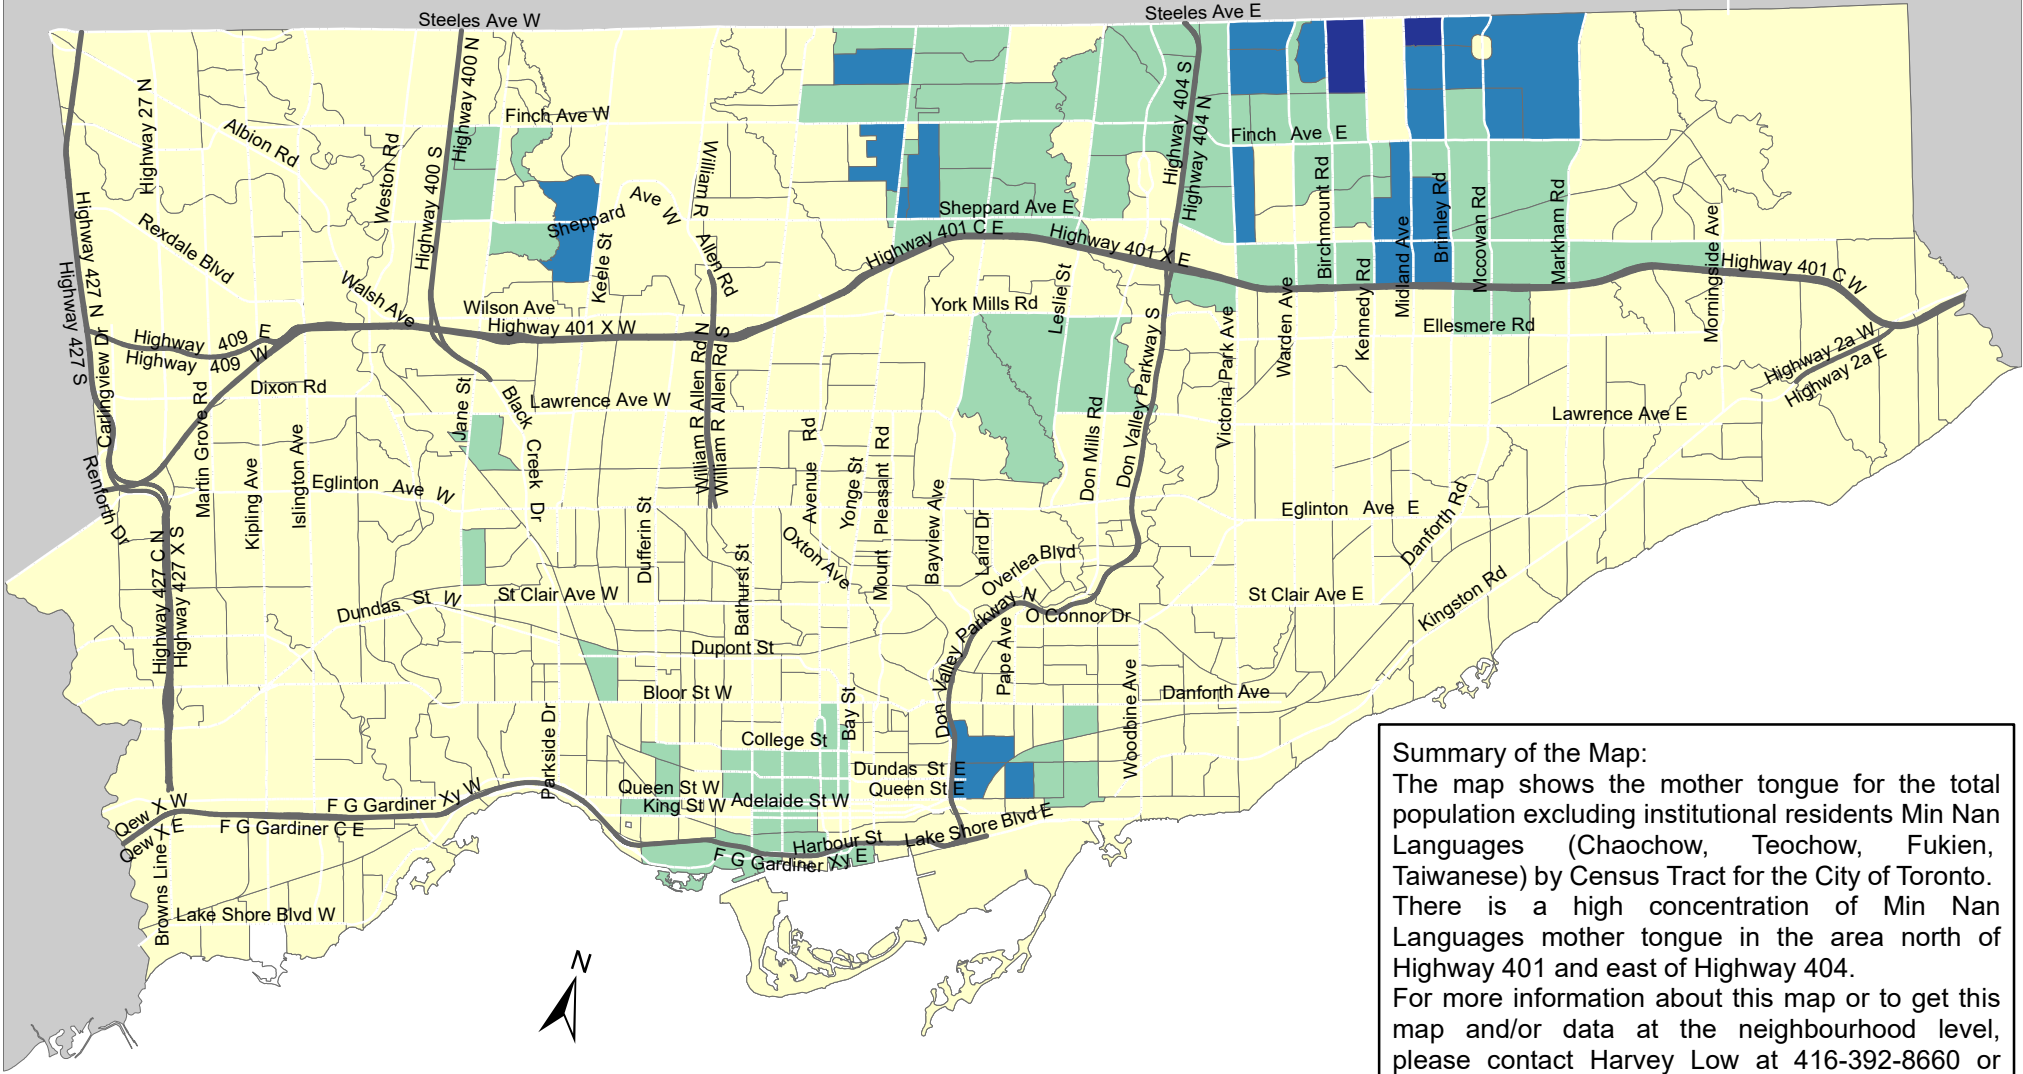 Steeles Ave W
Steeles Ave E
Highway 27 N
Albion Rd
Weston Rd
Highway 400 N
Highway 400 S
Finch Ave W
William R Allen Rd
Highway 404 S
Highway 404 N
Finch Ave E
Birchmount Rd
Sheppard Ave W
Keele St
Sheppard Ave E
Highway 401 C E
Highway 401 X E
Midland Ave
Brimley Rd
Mccowan Rd
Markham Rd
Morningside Ave
Highway 401 C W
Highway 427 N
Highway 427 S
Rexdale Blvd
Walsh Ave
Wilson Ave
Highway 401 X W
York Mills Rd
Leslie St
Warden Ave
Kennedy Rd
Ellesmere Rd
Highway 2a W
Highway 2a E
Highway 409 E
Highway 409 W
Carlingview Dr
Dixon Rd
Martin Grove Rd
Jane St
Black Creek Dr
Lawrence Ave W
William R Allen Rd N
William R Allen Rd S
Don Valley Parkway S
Victoria Park Ave
Lawrence Ave E
Renforth Dr
Kipling Ave
Islington Ave
Eglinton Ave W
Avenue Rd
Yonge St
Mount Pleasant Rd
Bayview Ave
Laird Dr
Don Mills Rd
Eglinton Ave E
Danforth Rd
Highway 427 C N
Highway 427 X S
Dufferin St
Bathurst St
Oxton Ave
Overlea Blvd
Dundas St W
St Clair Ave W
Don Valley Parkway N
O Connor Dr
St Clair Ave E
Kingston Rd
Dupont St
Pape Ave
Bloor St W
Bay St
Woodbine Ave
Danforth Ave
Parkside Dr
College St
Dundas St E
Queen St W
Queen St E
King St W
Adelaide St W
Qew X W
Qew X E
F G Gardiner Xy W
F G Gardiner C E
Harbour St
Lake Shore Blvd E
F G Gardiner Xy E
Browns Line
Lake Shore Blvd W
N
Summary of the Map:
The map shows the mother tongue for the total
population excluding institutional residents Min Nan
Languages (Chaochow, Teochow, Fukien,
Taiwanese) by Census Tract for the City of Toronto.
There is a high concentration of Min Nan
Languages mother tongue in the area north of
Highway 401 and east of Highway 404.
For more information about this map or to get this
map and/or data at the neighbourhood level,
please contact Harvey Low at 416-392-8660 or